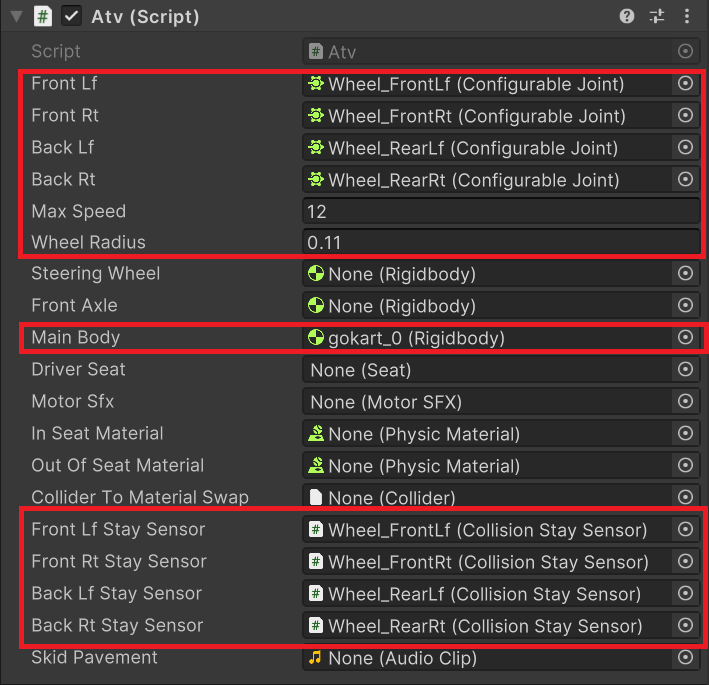 Atv (Script)
Script Atv
Front Lf Wheel_FrontLf (Configurable Joint)
Front Rt Wheel_FrontRt (Configurable Joint)
Back Lf Wheel_RearLf (Configurable Joint)
Back Rt Wheel_RearRt (Configurable Joint)
Max Speed 12
Wheel Radius 0.11
Steering Wheel None (Rigidbody)
Front Axle None (Rigidbody)
Main Body gokart_0 (Rigidbody)
Driver Seat None (Seat)
Motor Sfx None (Motor SFX)
In Seat Material None (Physic Material)
Out Of Seat Material None (Physic Material)
Collider To Material Swap None (Collider)
Front Lf Stay Sensor Wheel_FrontLf (Collision Stay Sensor)
Front Rt Stay Sensor Wheel_FrontRt (Collision Stay Sensor)
Back Lf Stay Sensor Wheel_RearLf (Collision Stay Sensor)
Back Rt Stay Sensor Wheel_RearRt (Collision Stay Sensor)
Skid Pavement None (Audio Clip)